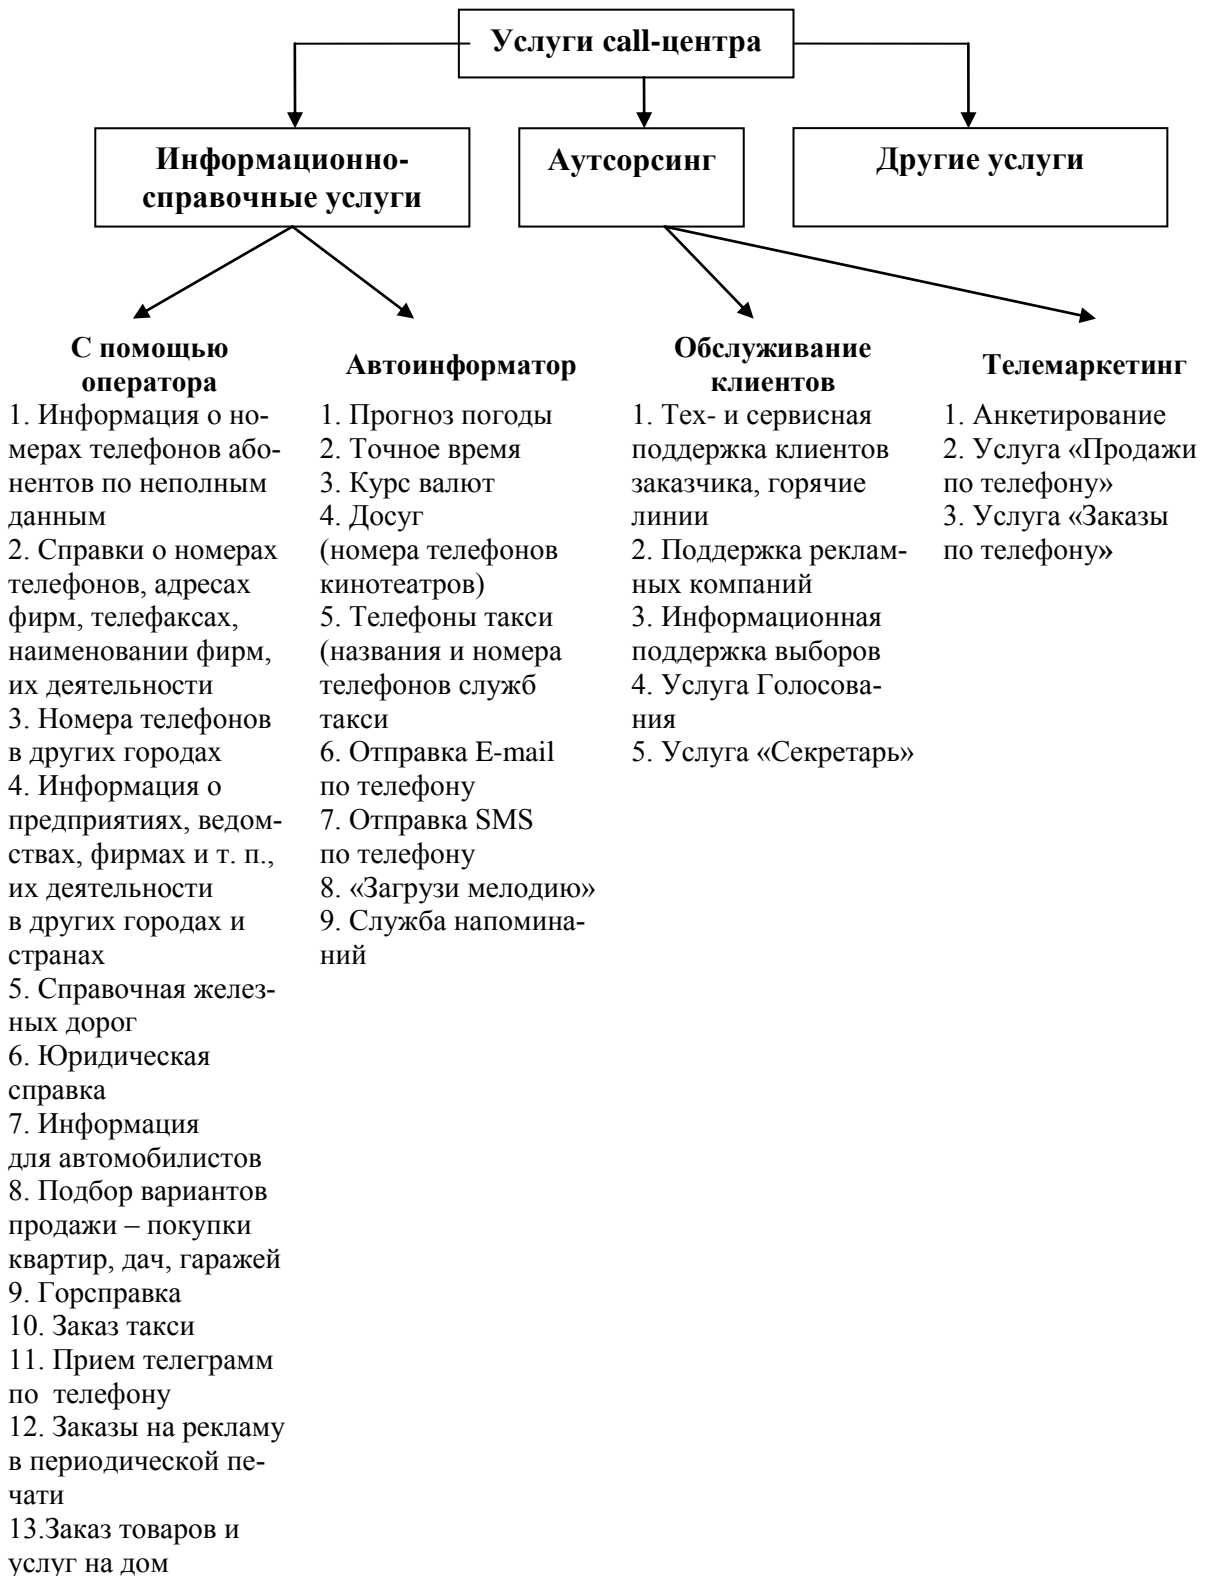 Услуги call-центра
Информационно-
справочные услуги
Аутсорсинг
Другие услуги
С помощью
оператора
1. Информация о но-
мерах телефонов або-
нентов по неполным
данным
2. Справки о номерах
телефонов, адресах
фирм, телефаксах,
наименовании фирм,
их деятельности
3. Номера телефонов
в других городах
4. Информация о
предприятиях, ведом-
ствах, фирмах и т. п.,
их деятельности
в других городах и
странах
5. Справочная желез-
ных дорог
6. Юридическая
справка
7. Информация
для автомобилистов
8. Подбор вариантов
продажи – покупки
квартир, дач, гаражей
9. Горсправка
10. Заказ такси
11. Прием телеграмм
по  телефону
12. Заказы на рекламу
в периодической пе-
чати
13.Заказ товаров и
услуг на дом
Автоинформатор
1. Прогноз погоды
2. Точное время
3. Курс валют
4. Досуг
(номера телефонов
кинотеатров)
5. Телефоны такси
(названия и номера
телефонов служб
такси
6. Отправка E-mail
по телефону
7. Отправка SMS
по телефону
8. «Загрузи мелодию»
9. Служба напомина-
ний
Обслуживание
клиентов
1. Тех- и сервисная
поддержка клиентов
заказчика, горячие
линии
2. Поддержка реклам-
ных компаний
3. Информационная
поддержка выборов
4. Услуга Голосова-
ния
5. Услуга «Секретарь»
Телемаркетинг
1. Анкетирование
2. Услуга «Продажи
по телефону»
3. Услуга «Заказы
по телефону»